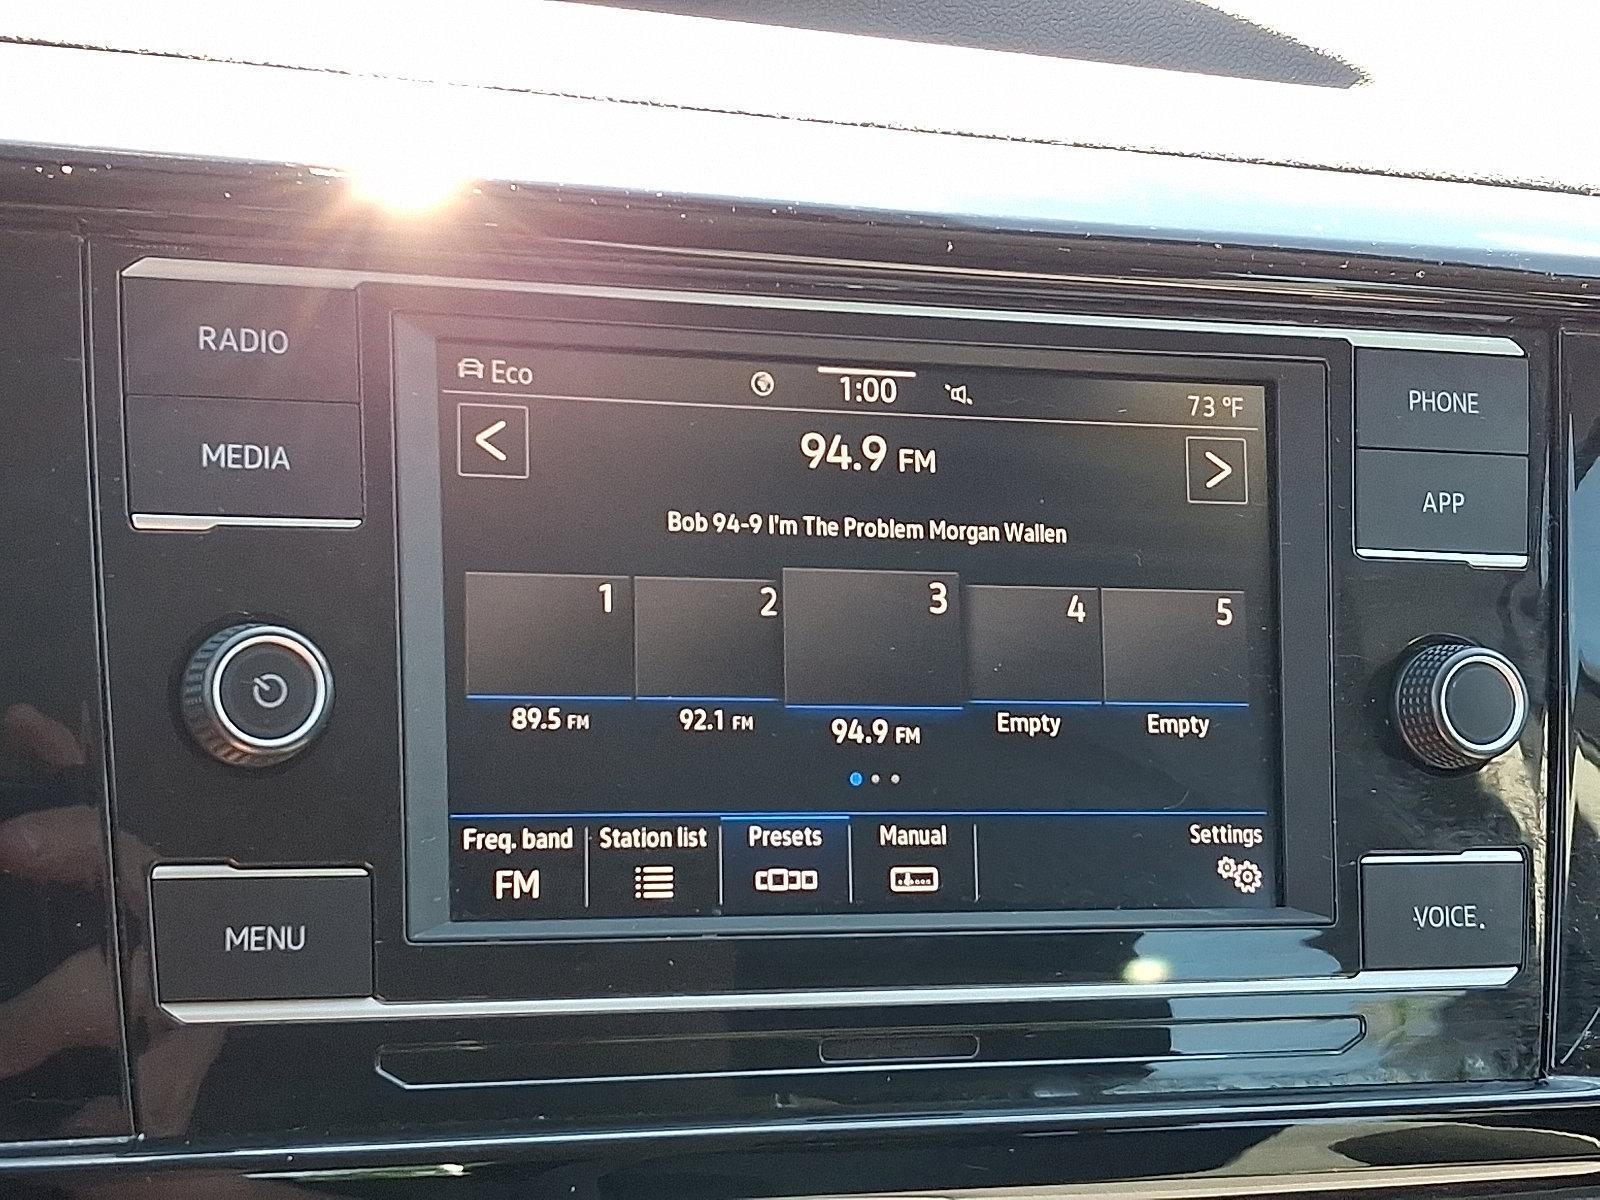 RADIO
MEDIA
MENU
Eco
1:00
73 °F
94.9 FM
Bob 94-9 I'm The Problem Morgan Wallen
1
2
3
4
5
89.5 FM
92.1 FM
94.9 FM
Empty
Empty
Freq. band
Station list
Presets
Manual
Settings
FM
PHONE
APP
VOICE